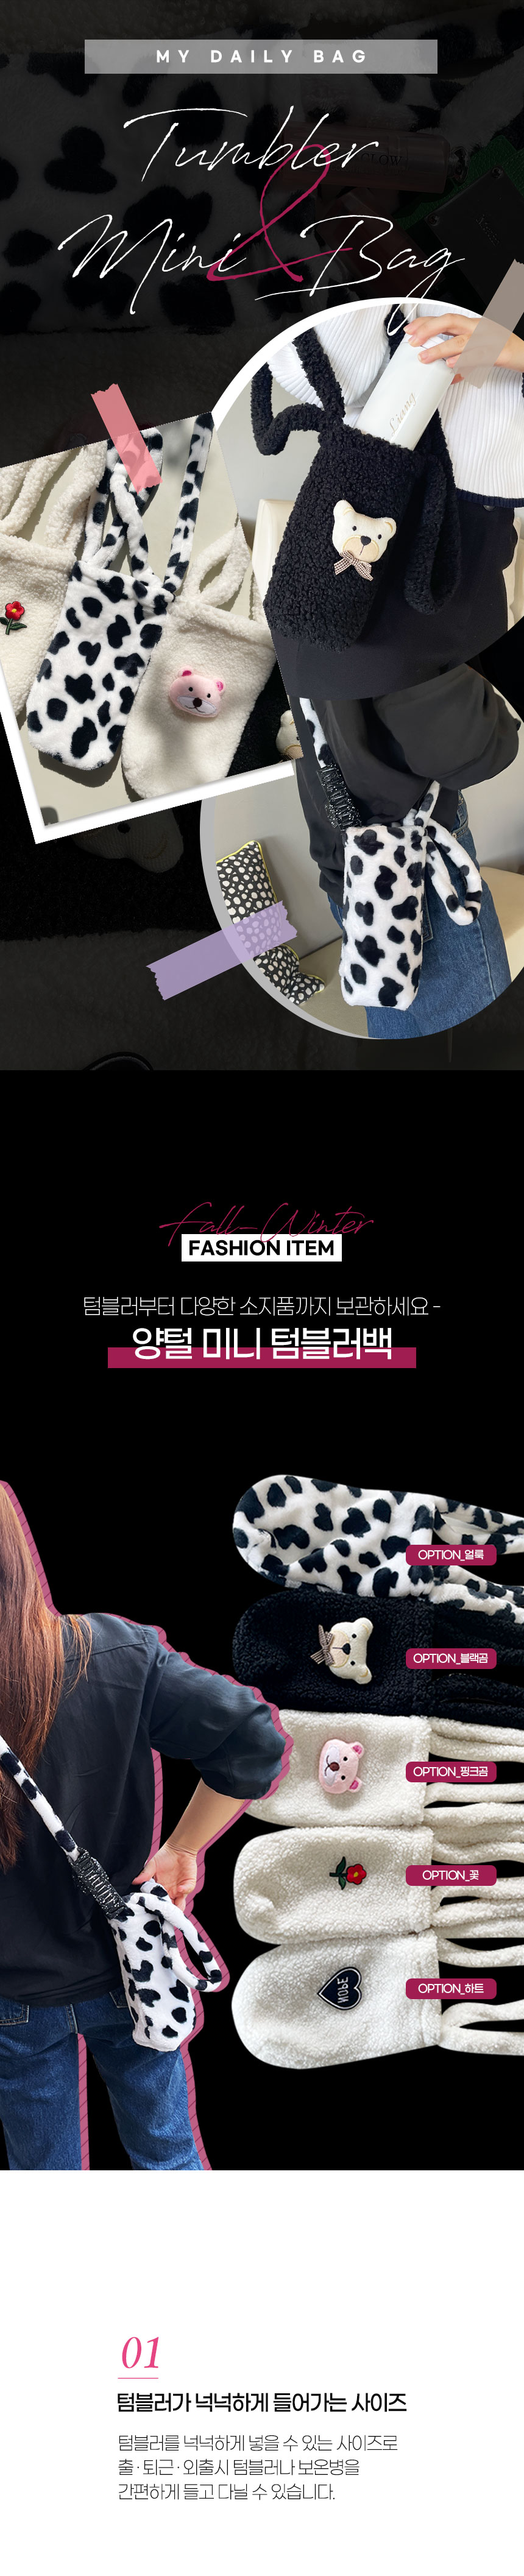 MY DAILY BAG
Tumbler
&
Mini Bag
Liang
Fall-Winter
FASHION ITEM
텀블러부터 다양한 소지품까지 보관하세요 -
양털 미니 텀블러백
OPTION_얼룩
OPTION_블랙곰
OPTION_핑크곰
OPTION_꽃
OPTION_하트
NOPE
01
텀블러가 넉넉하게 들어가는 사이즈
텀블러를 넉넉하게 넣을 수 있는 사이즈로
출·퇴근·외출시 텀블러나 보온병을
간편하게 들고 다닐 수 있습니다.